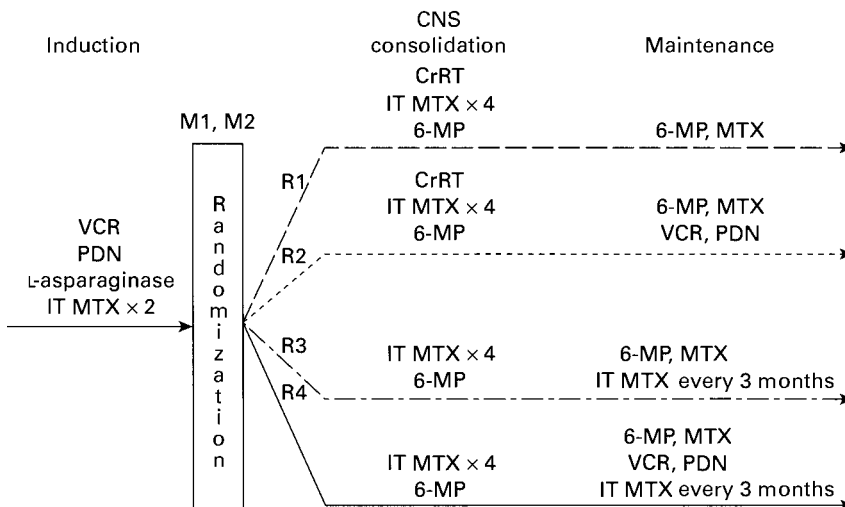 Induction
CNS
consolidation
Maintenance
M1, M2
VCR
PDN
L-asparaginase
IT MTX × 2
Randomization
R1
CrRT
IT MTX × 4
6-MP
6-MP, MTX
R2
CrRT
IT MTX × 4
6-MP
6-MP, MTX
VCR, PDN
R3
IT MTX × 4
6-MP
6-MP, MTX
IT MTX every 3 months
R4
IT MTX × 4
6-MP
6-MP, MTX
VCR, PDN
IT MTX every 3 months